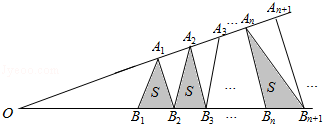 A₁ A₂ A₃ ... Aₙ Aₙ₊₁
S S ... S
O B₁ B₂ B₃ ... Bₙ Bₙ₊₁